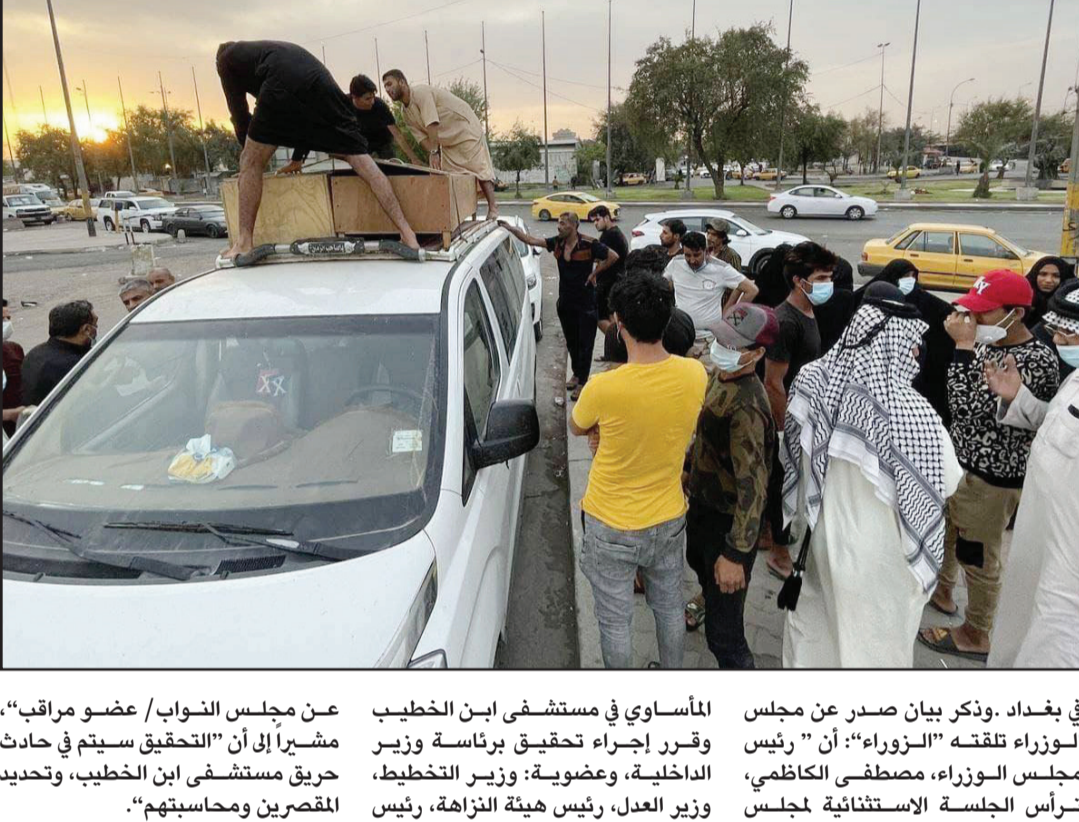 في بغداد .وذكر بيان صدر عن مجلس
الوزراء تلقته ”الزوراء“: أن ” رئيس
مجلس الوزراء، مصطفى الكاظمي،
ترأس الجلسة الاستثنائية لمجلس
المأساوي في مستشفى ابن الخطيب
وقرر إجراء تحقيق برئاسة وزير
الداخلية، وعضوية: وزير التخطيط،
وزير العدل، رئيس هيئة النزاهة، رئيس
عن مجلس النواب/ عضو مراقب“،
مشيراً إلى أن ”التحقيق سيتم في حادث
حريق مستشفى ابن الخطيب، وتحديد
المقصرين ومحاسبتهم“.